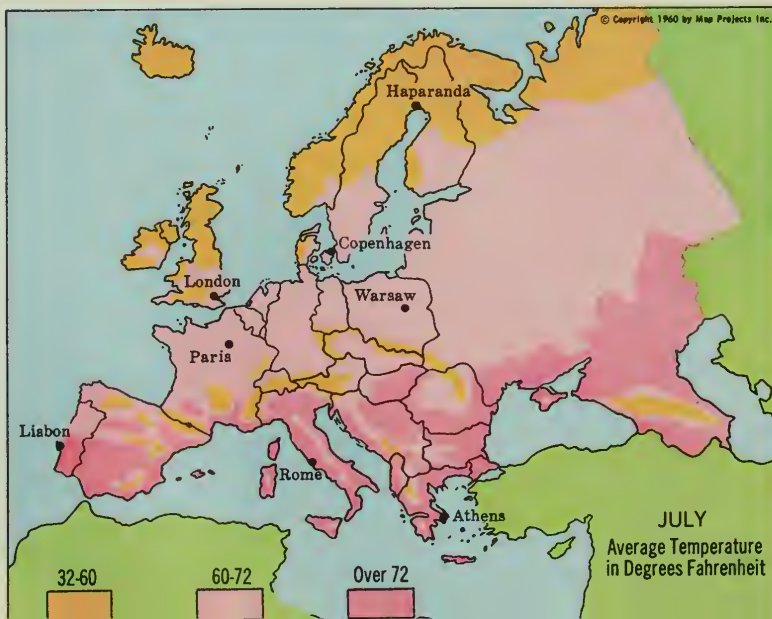 © Copyright 1960 by Map Projects Inc.
Haparanda
Copenhagen
London
Warsaw
Paris
Lisbon
Rome
Athens
JULY
Average Temperature
in Degrees Fahrenheit
32-60
60-72
Over 72